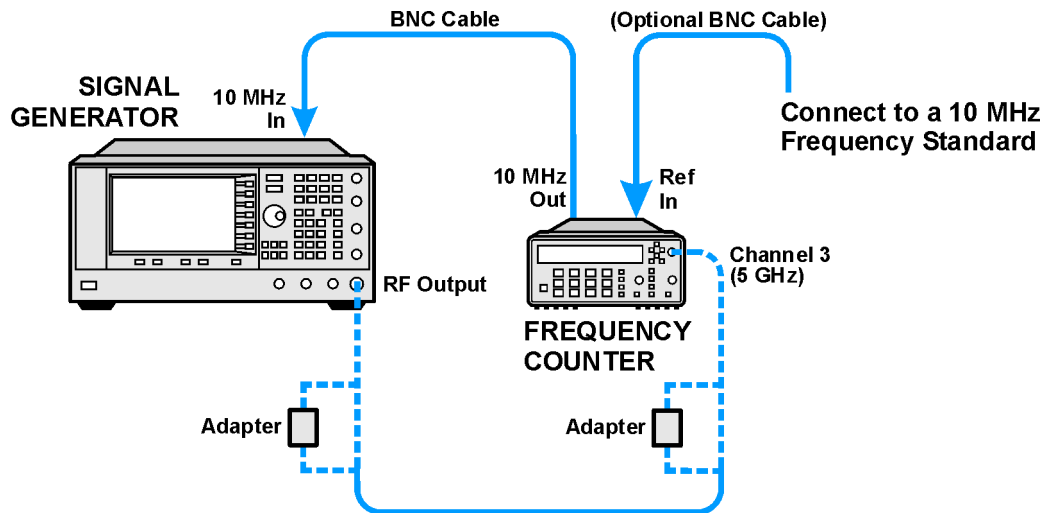 BNC Cable
(Optional BNC Cable)
SIGNAL
GENERATOR
10 MHz
In
Connect to a 10 MHz
Frequency Standard
10 MHz
Out
Ref
In
Channel 3
(5 GHz)
RF Output
FREQUENCY
COUNTER
Adapter
Adapter